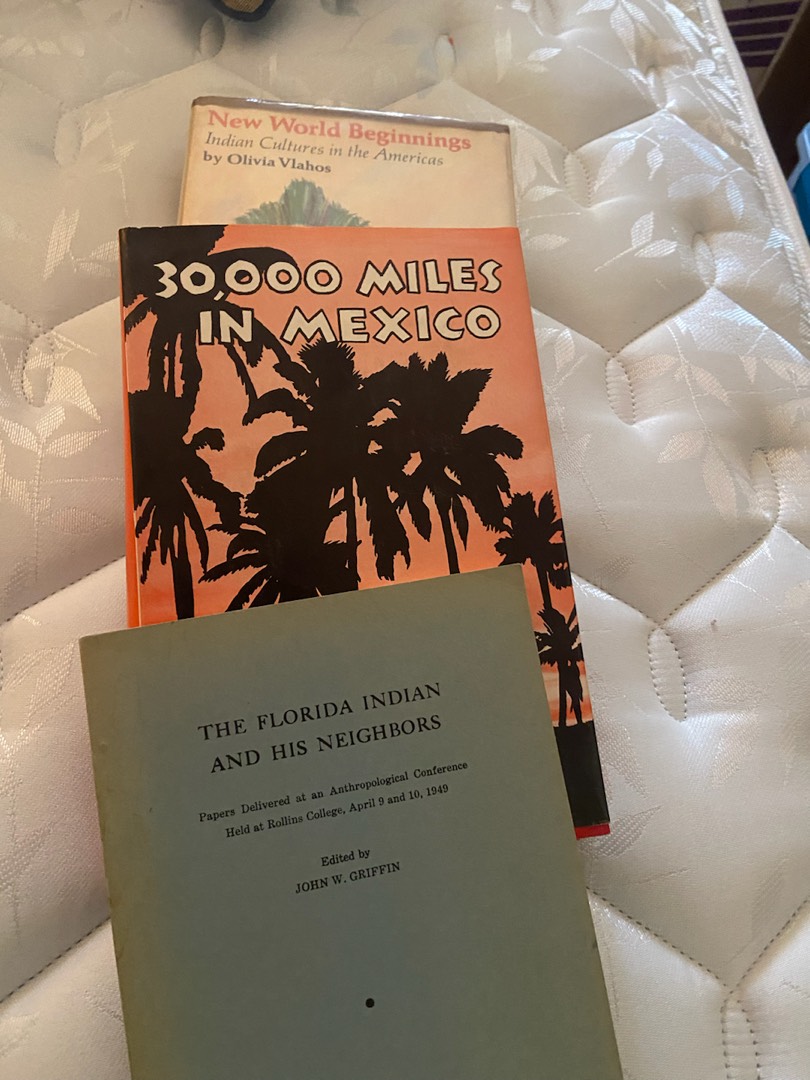 New World Beginnings
Indian Cultures in the Americas
by Olivia Vlahos
30,000 MILES
IN MEXICO
THE FLORIDA INDIAN
AND HIS NEIGHBORS
Papers Delivered at an Anthropological Conference
Held at Rollins College, April 9 and 10, 1949
Edited by
JOHN W. GRIFFIN